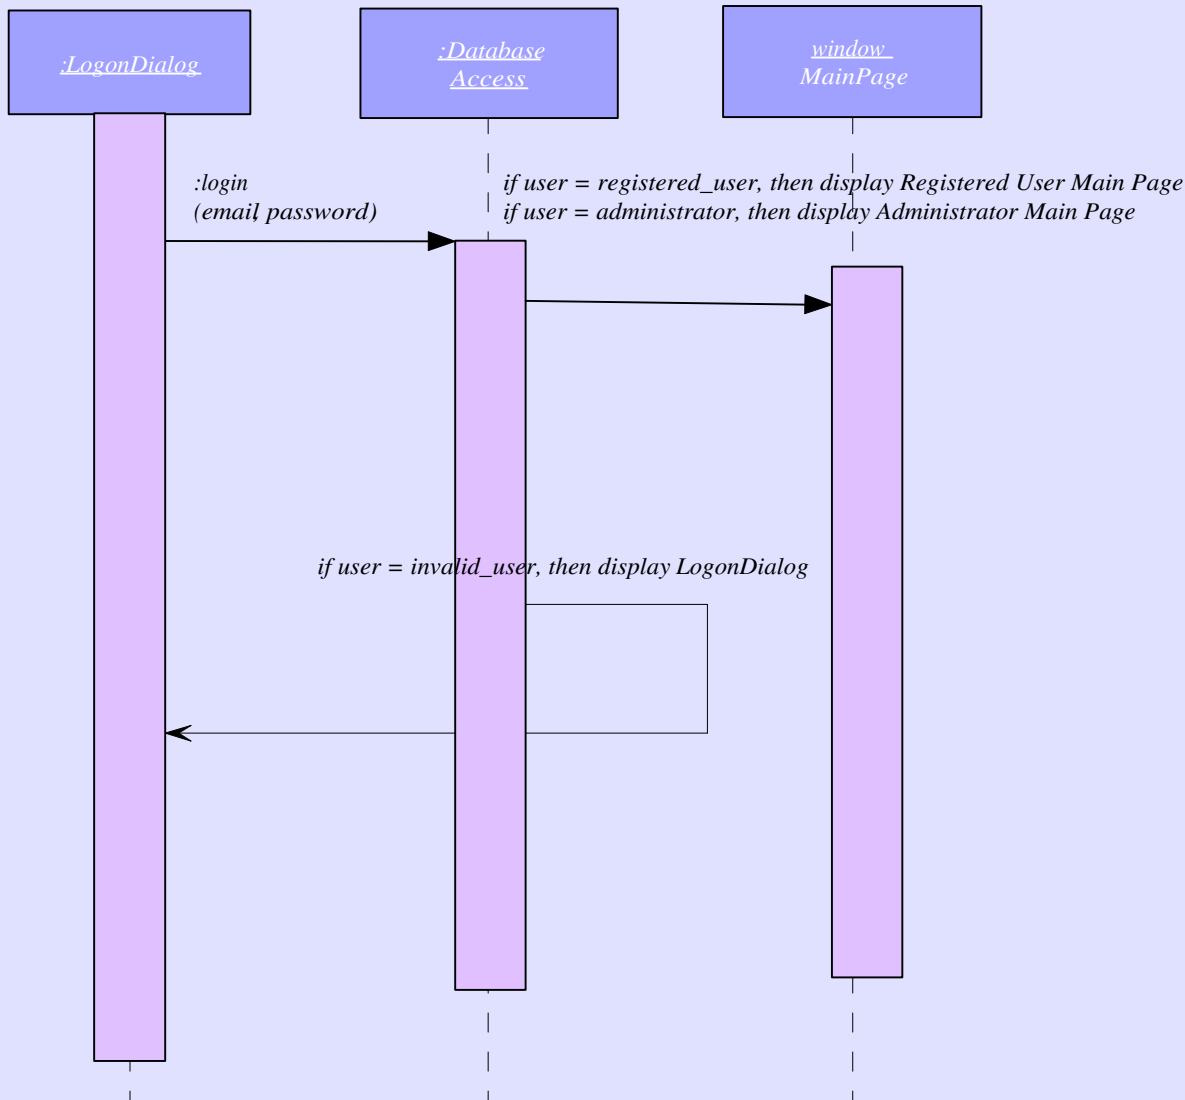 :LogonDialog
:Database
Access
window
MainPage
:login
(email, password)
if user = registered_user, then display Registered User Main Page
if user = administrator, then display Administrator Main Page
if user = invalid_user, then display LogonDialog